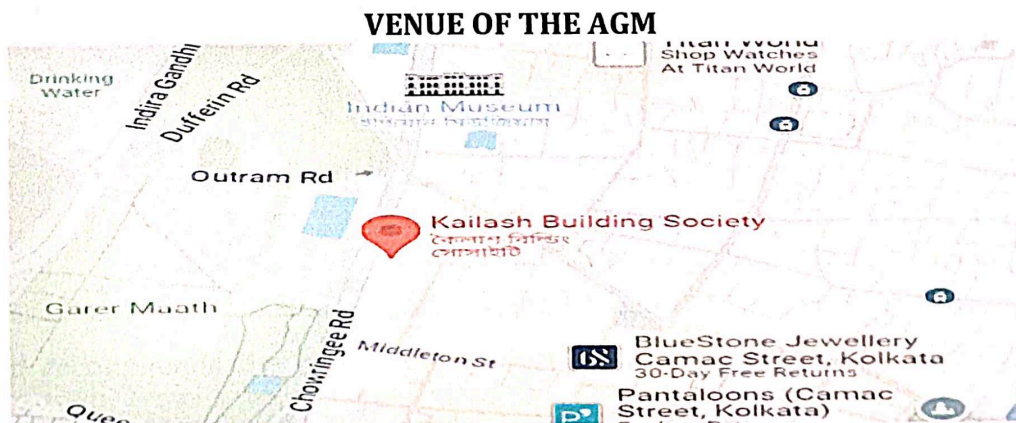 VENUE OF THE AGM
Titan World
Shop Watches
At Titan World
Drinking
Water
Indira Gandhi
Dufferin Rd
Indian Museum
Outram Rd
Kailash Building Society
কৈলাশ বিল্ডিং
সোসাইটি
Garer Maath
Chowringee Rd
Middleton St
BlueStone Jewellery
Camac Street, Kolkata
30-Day Free Returns
Pantaloons (Camac
Street, Kolkata)